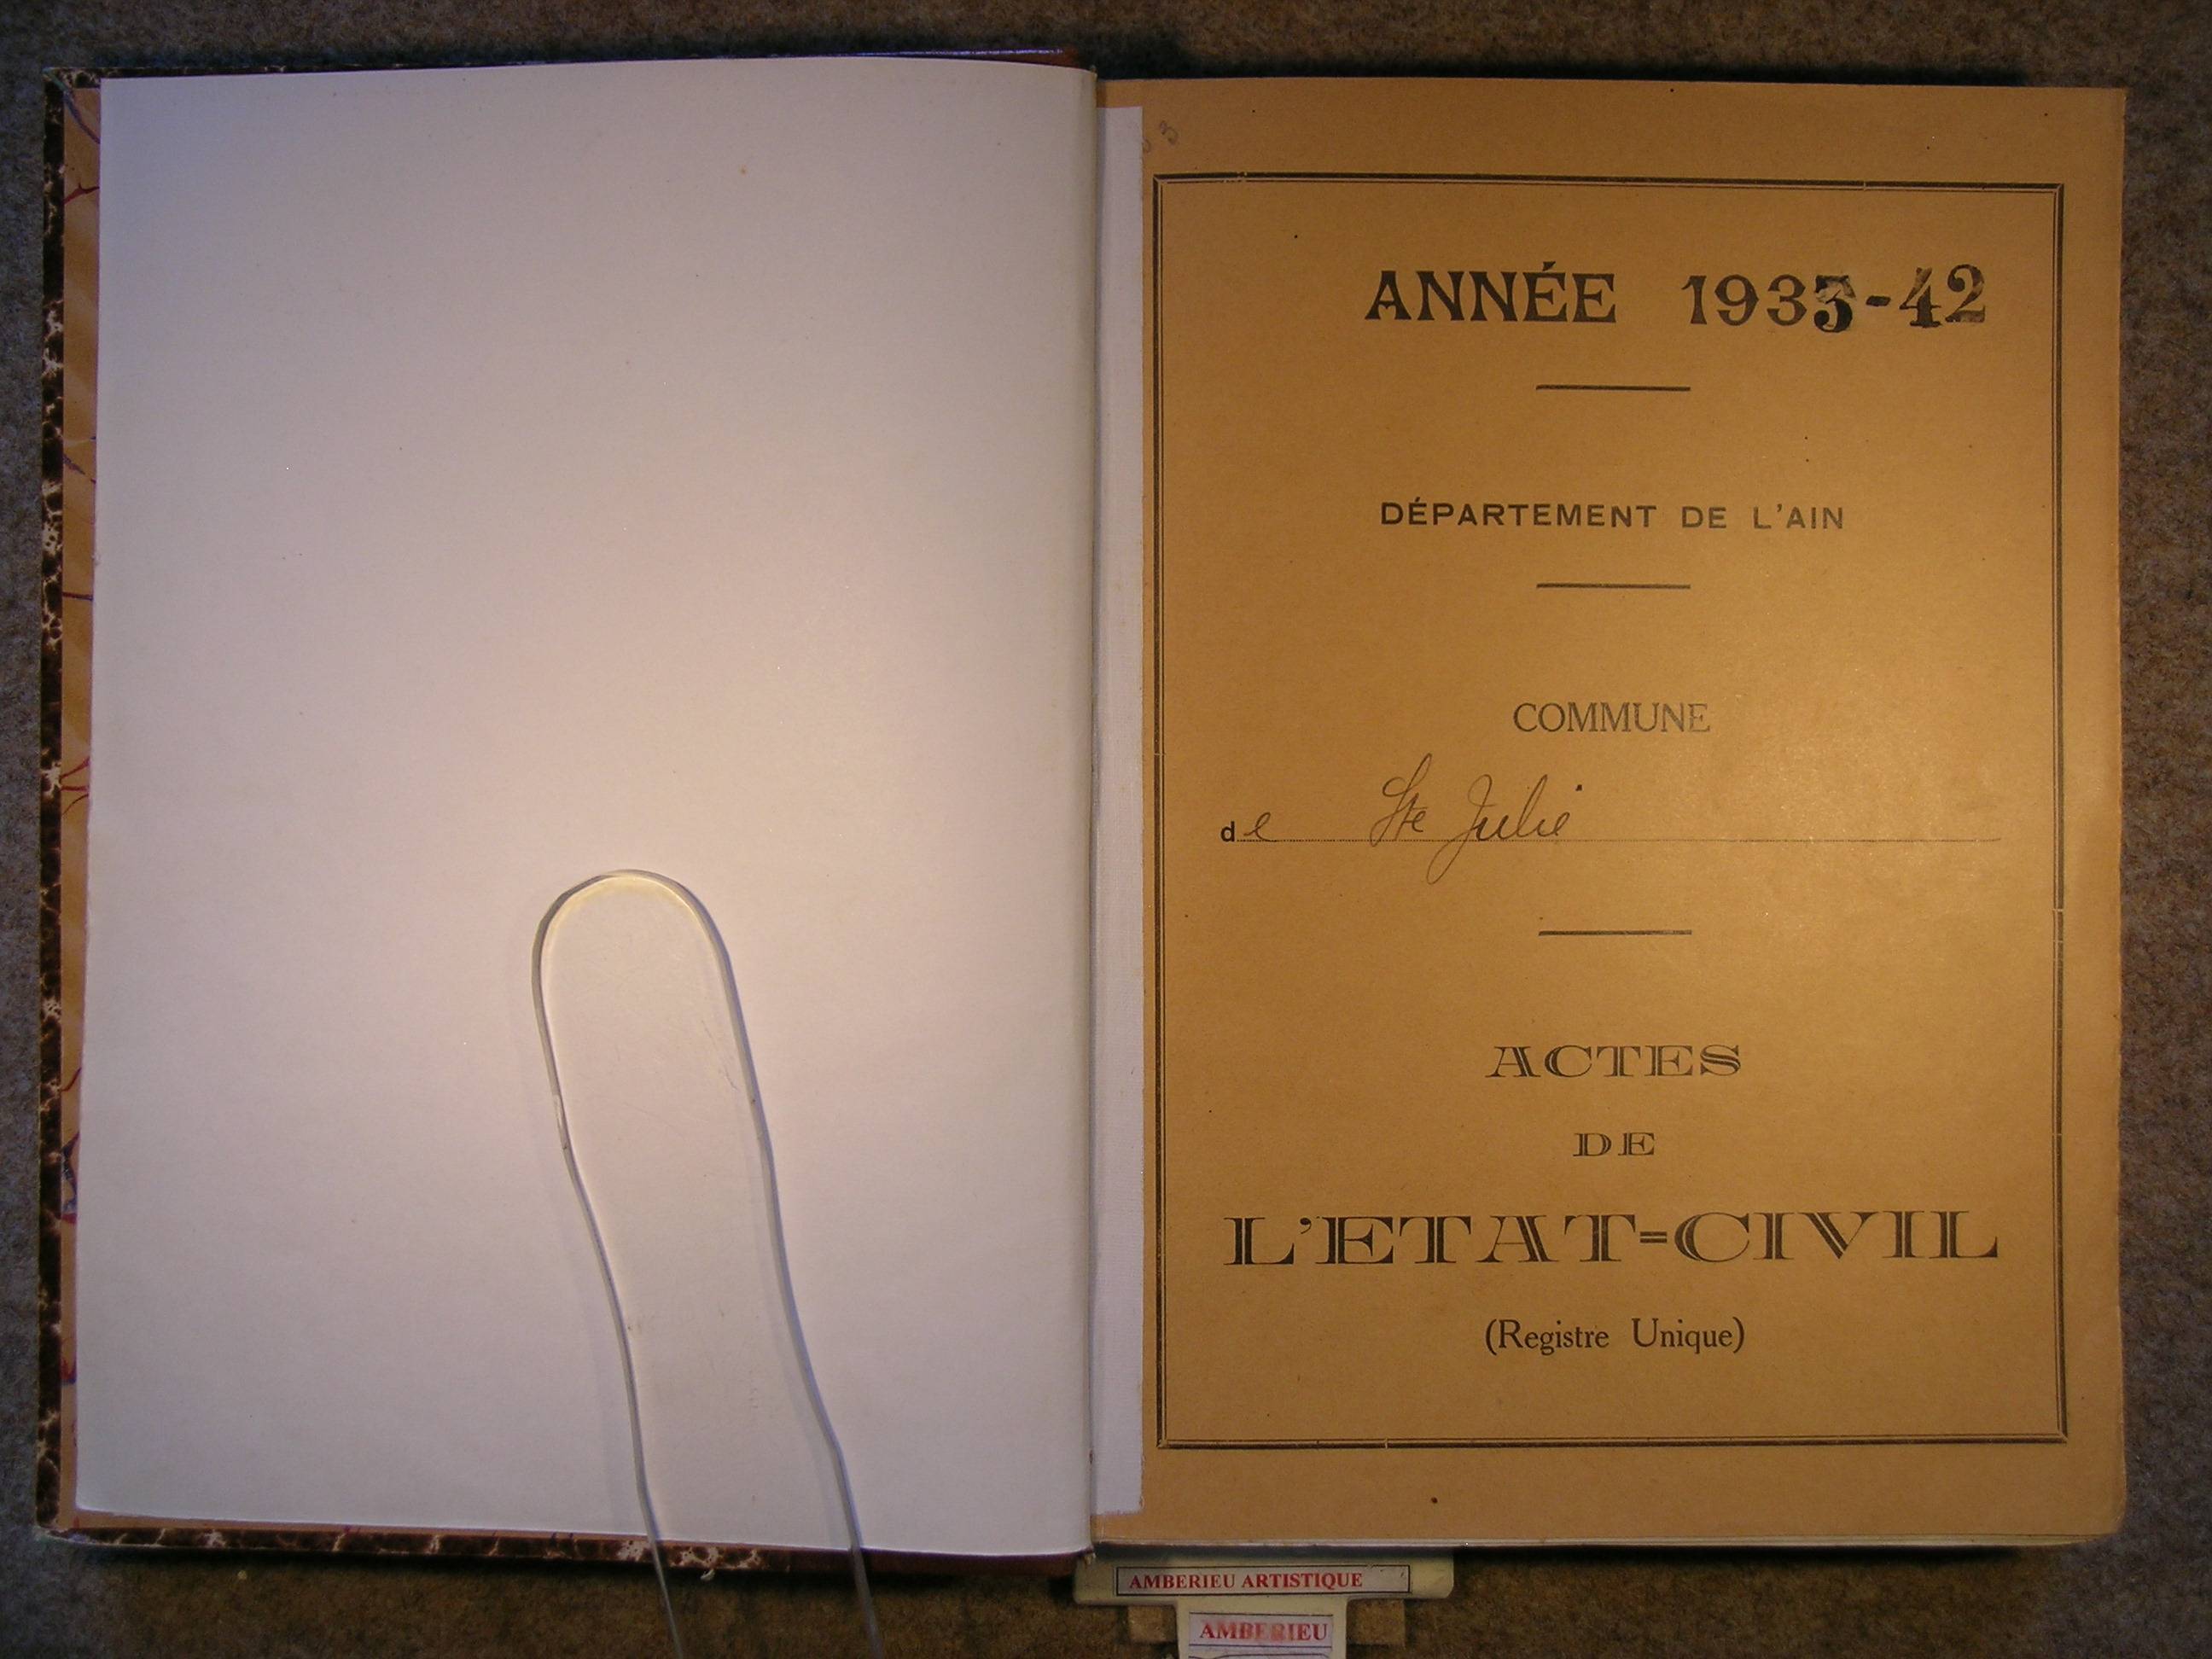 ANNÉE 1933-42
DÉPARTEMENT DE L'AIN
COMMUNE
de Ste Julie
ACTES
DE
L'ETAT=CIVIL
(Registre Unique)
AMBERIEU ARTISTIQUE
AMBERIEU